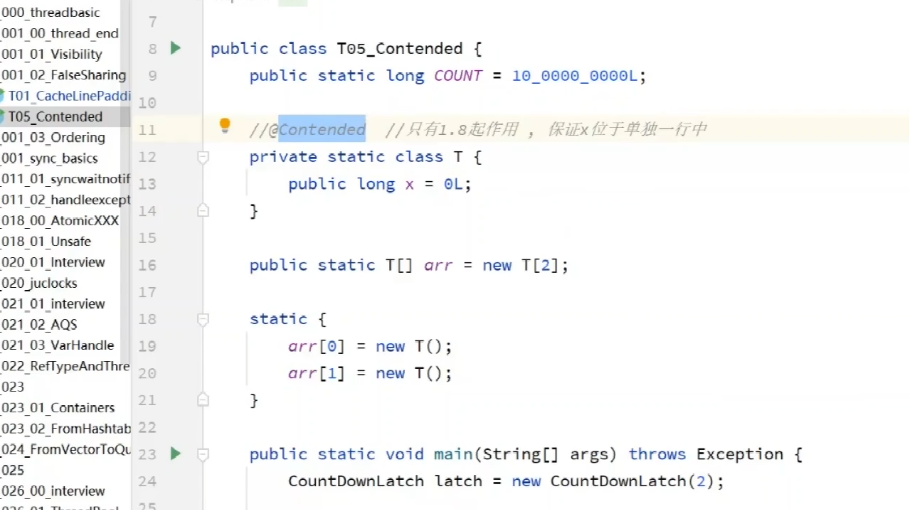 000_threadbasic
001_00_thread_end
001_01_Visibility
001_02_FalseSharing
T01_CacheLinePaddi
T05_Contended
001_03_Ordering
001_sync_basics
011_01_syncwaitnotif
011_02_handleexcept
018_00_AtomicXXX
018_01_Unsafe
020_01_Interview
020_juclocks
021_01_interview
021_02_AQS
021_03_VarHandle
022_RefTypeAndThre
023
023_01_Containers
023_02_FromHashtab
024_FromVectorToQu
025
026_00_interview
7
8 public class T05_Contended {
9 public static long COUNT = 10_0000_0000L;
10
11 //@Contended //只有1.8起作用 , 保证x位于单独一行中
12 private static class T {
13 public long x = 0L;
14 }
15
16 public static T[] arr = new T[2];
17
18 static {
19 arr[0] = new T();
20 arr[1] = new T();
21 }
22
23 public static void main(String[] args) throws Exception {
24 CountDownLatch latch = new CountDownLatch(2);
25